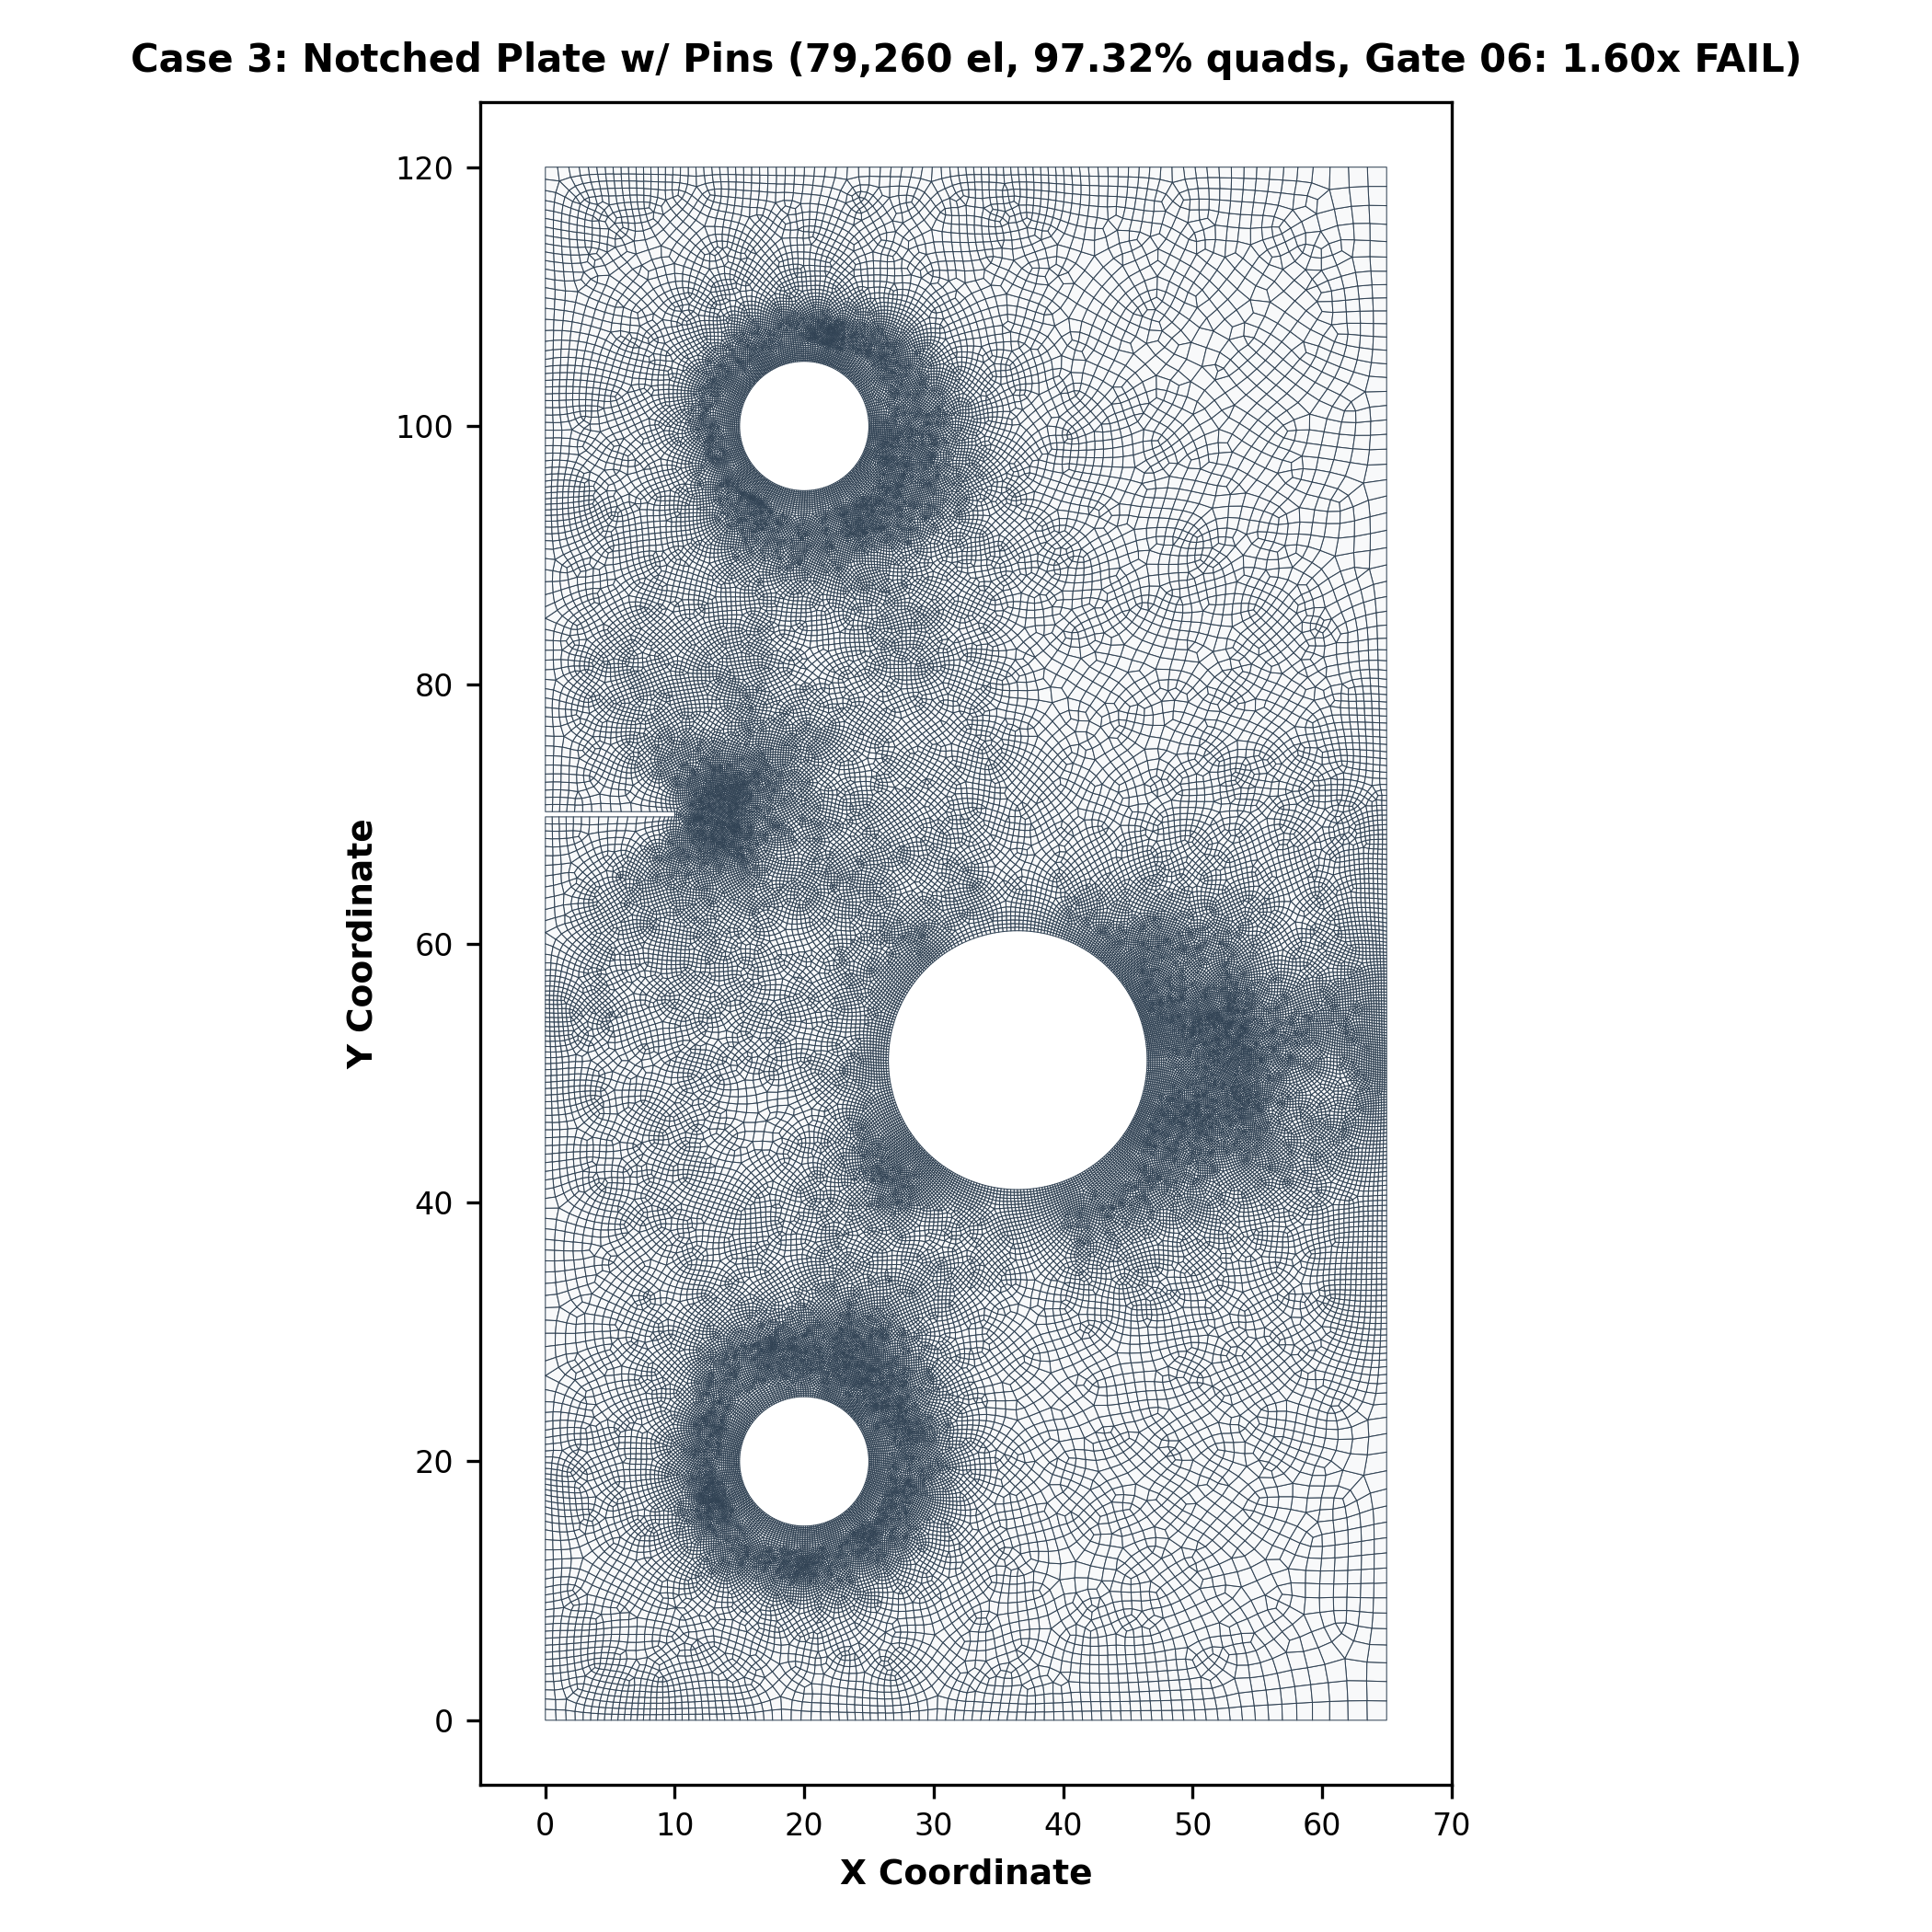 Case 3: Notched Plate w/ Pins (79,260 el, 97.32% quads, Gate 06: 1.60x FAIL)
120
100
80
60
40
20
0
Y Coordinate
0 10 20 30 40 50 60 70
X Coordinate